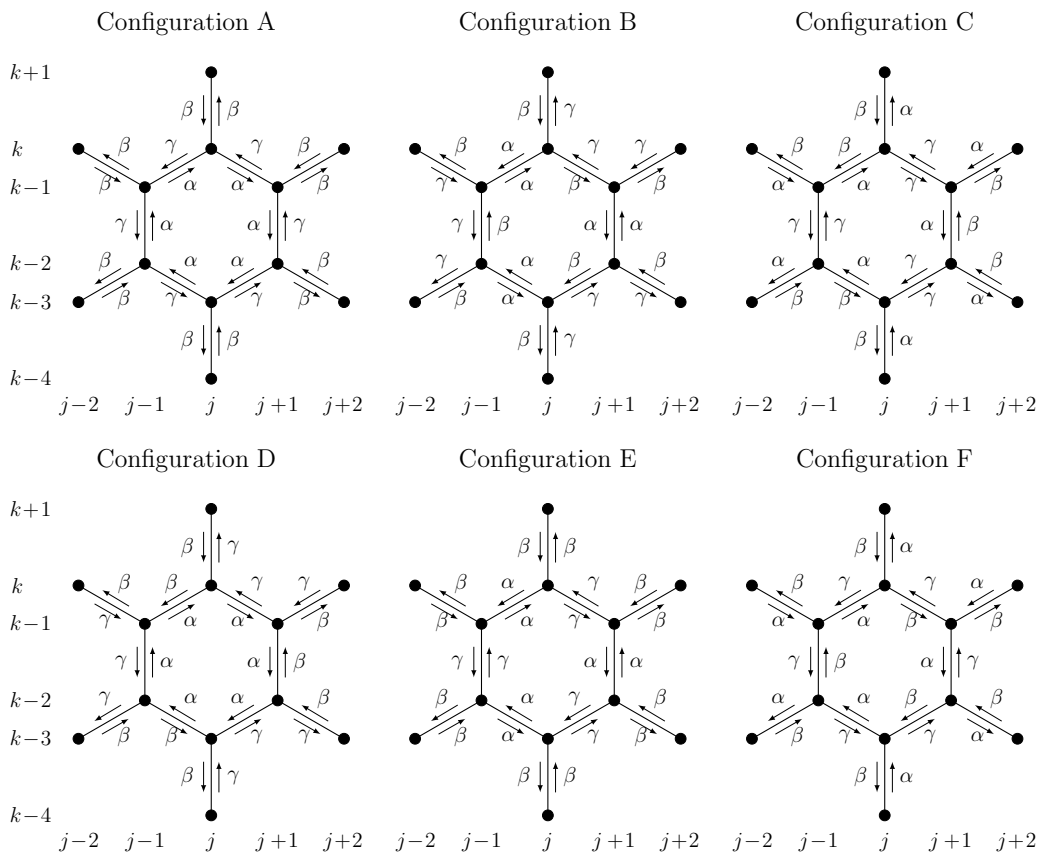 Configuration A Configuration B Configuration C
k+1
β β β γ β α
k β γ γ β β α γ γ β β γ α
k−1 β α α β γ α β β α α γ β
γ α α γ γ β α α γ γ α β
k−2 β α α β γ α β β α α γ β
k−3 β γ γ β β α γ γ β β γ α
β β β γ β α
k−4
j−2 j−1 j j+1 j+2 j−2 j−1 j j+1 j+2 j−2 j−1 j j+1 j+2
Configuration D Configuration E Configuration F
k+1
β γ β β β α
k β β γ γ β α γ β β γ γ α
k−1 γ α α β β α β β α α β β
γ α α β γ γ α α γ β α γ
k−2 γ α α β β α γ β α α β β
k−3 β β γ γ β α γ β β γ γ α
β γ β β β α
k−4
j−2 j−1 j j+1 j+2 j−2 j−1 j j+1 j+2 j−2 j−1 j j+1 j+2